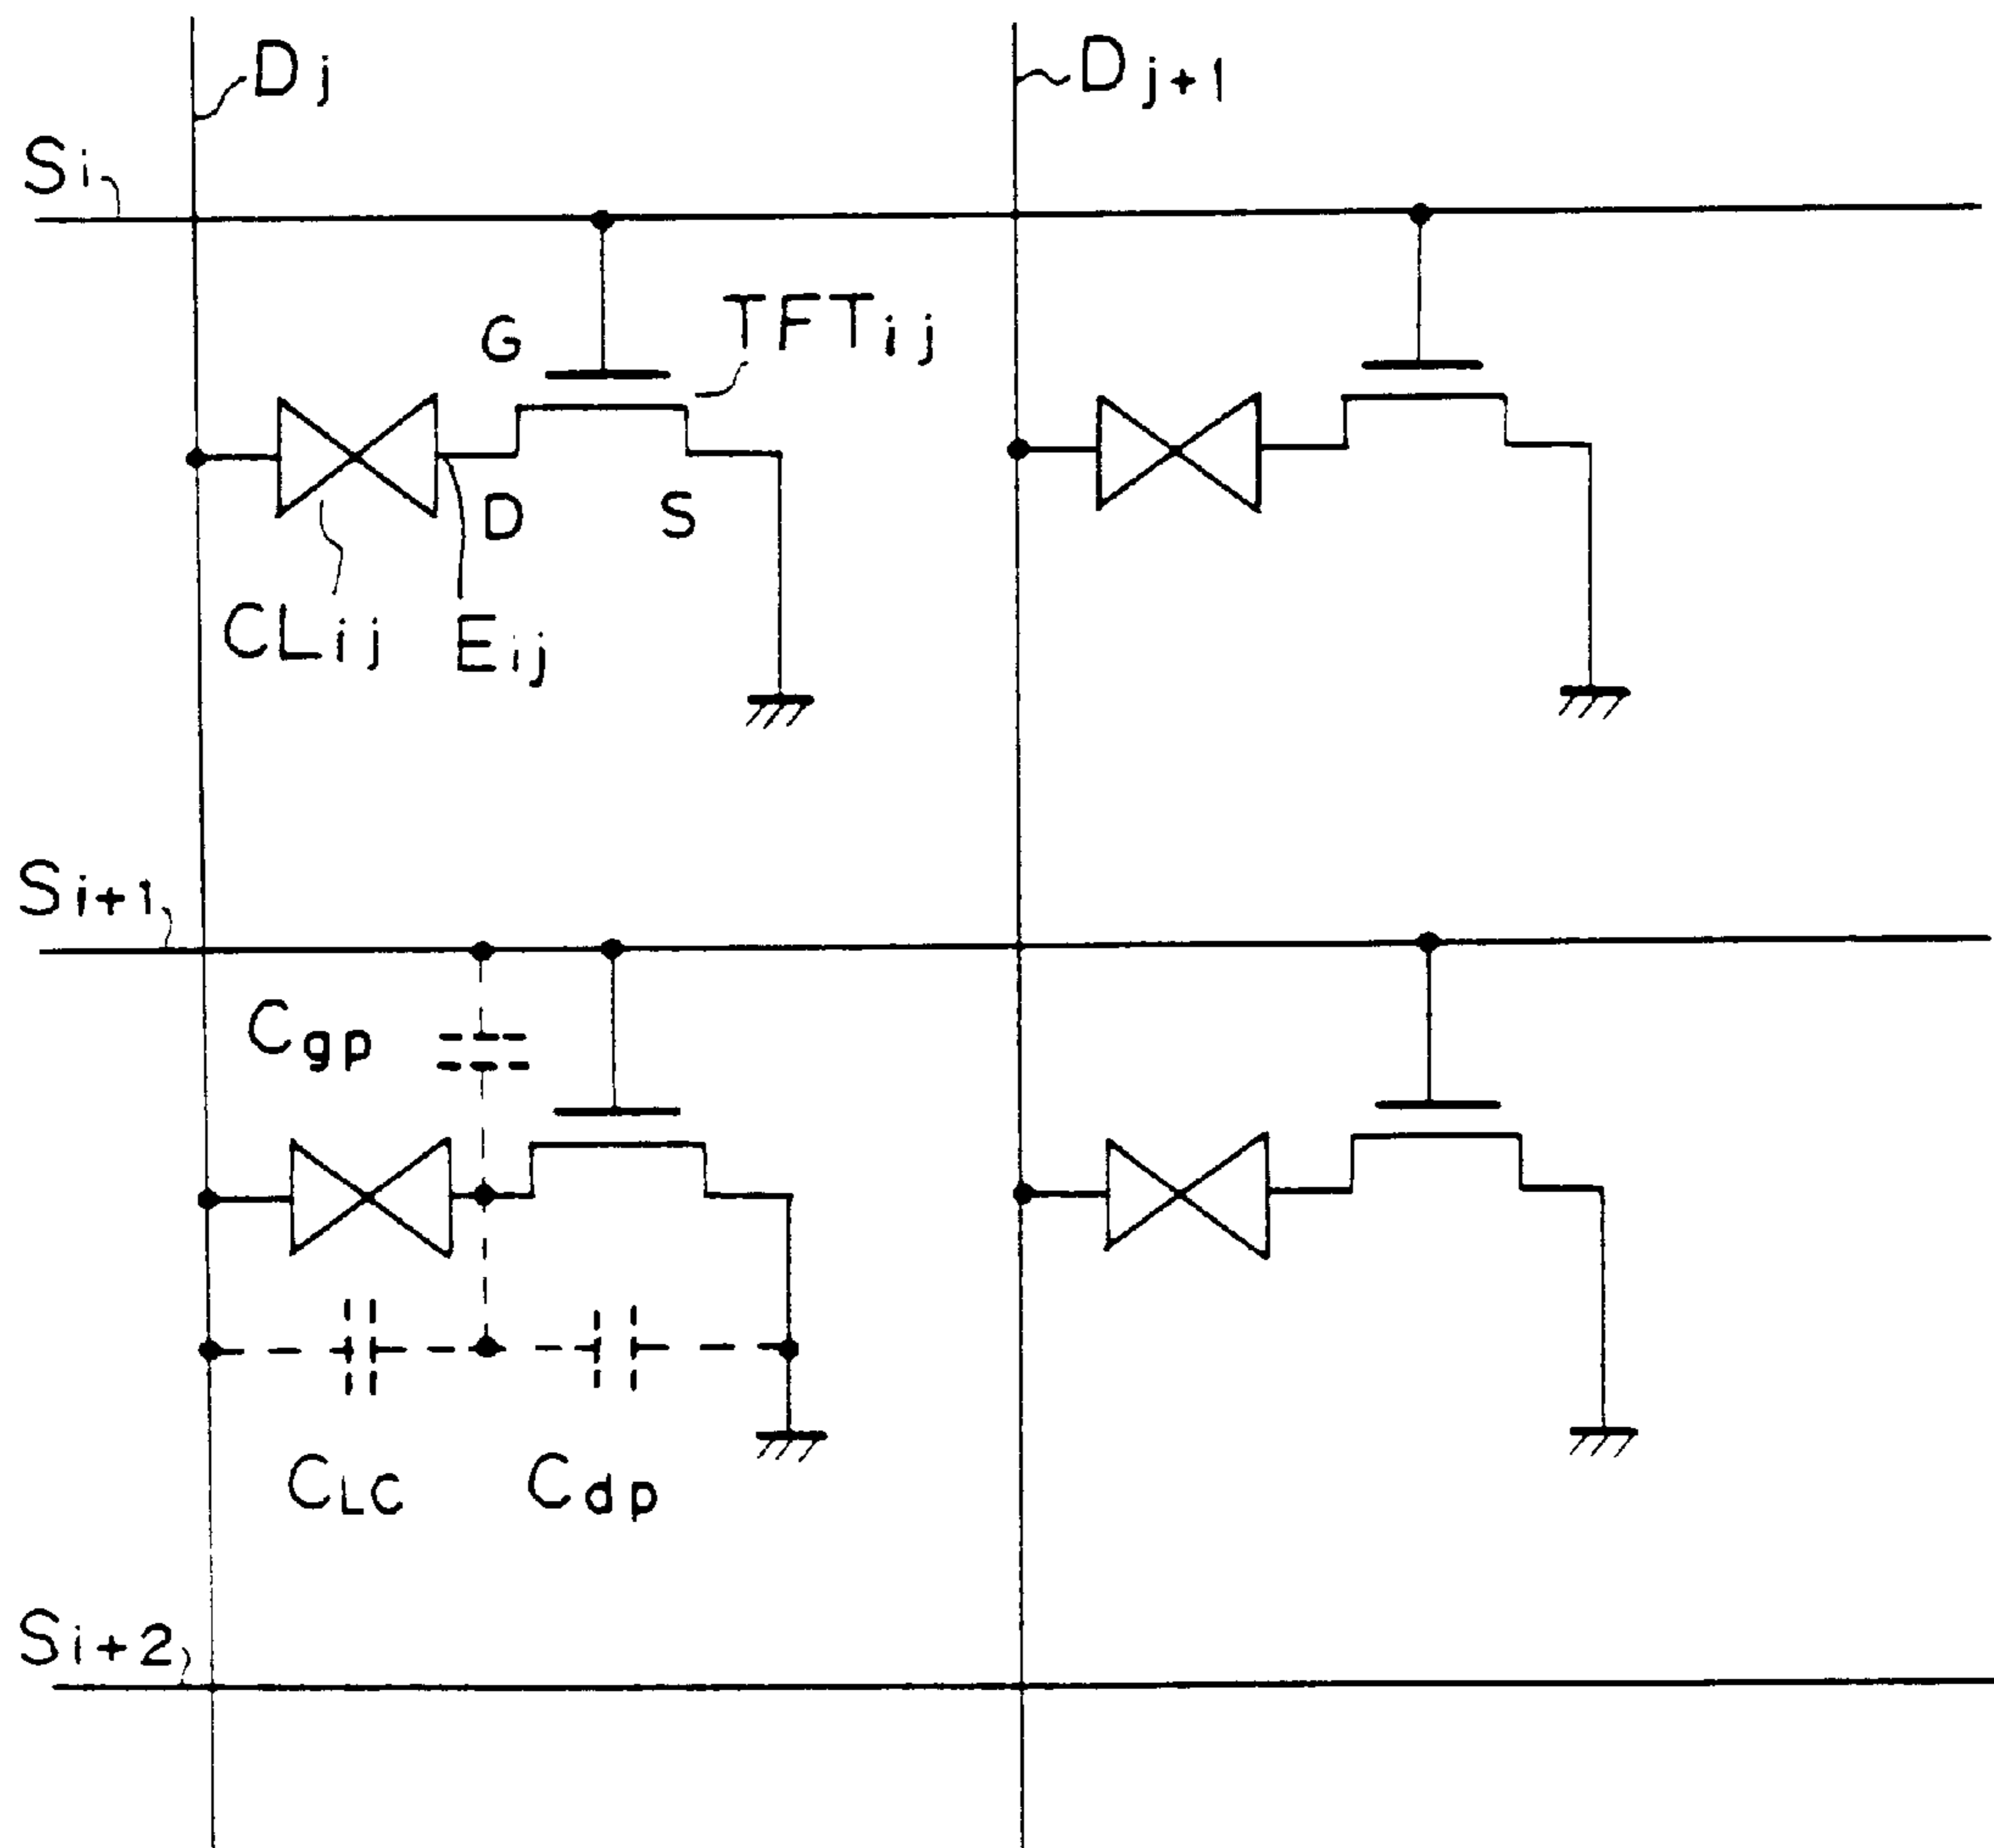 Dj
Dj+1
Si
G
TFTij
D
S
CLij
Eij
Si+1
Cgp
CLC
Cdp
Si+2